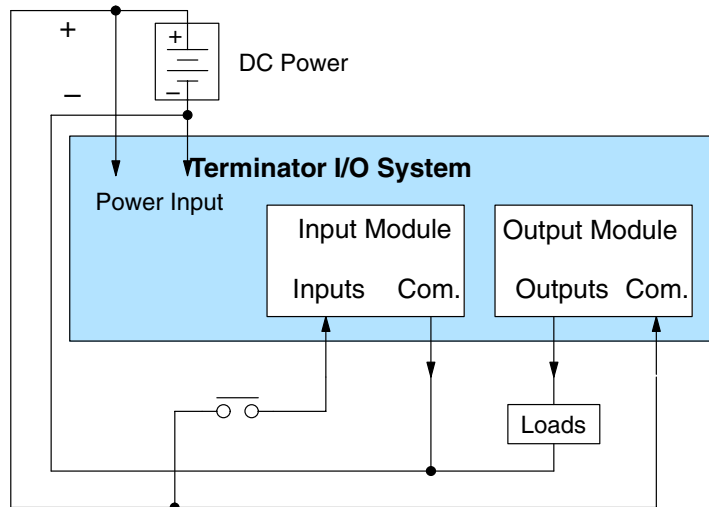 +
+
DC Power
–
–
Terminator I/O System
Power Input
Input Module
Output Module
Inputs Com.
Outputs Com.
Loads